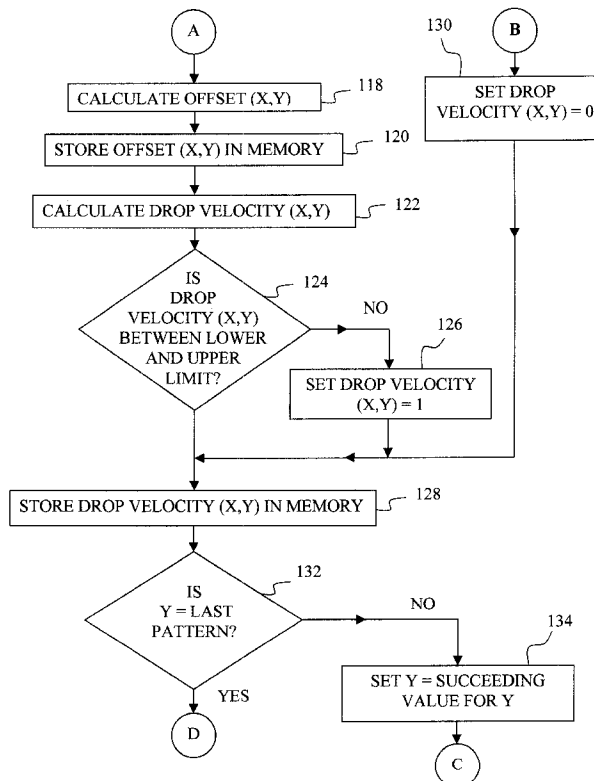 A
B
130
CALCULATE OFFSET (X,Y)
118
SET DROP
VELOCITY (X,Y) = 0
STORE OFFSET (X,Y) IN MEMORY
120
CALCULATE DROP VELOCITY (X,Y)
122
IS
DROP
VELOCITY (X,Y)
BETWEEN LOWER
AND UPPER
LIMIT?
124
NO
126
SET DROP VELOCITY
(X,Y) = 1
STORE DROP VELOCITY (X,Y) IN MEMORY
128
IS
Y = LAST
PATTERN?
132
NO
134
SET Y = SUCCEEDING
VALUE FOR Y
YES
D
C